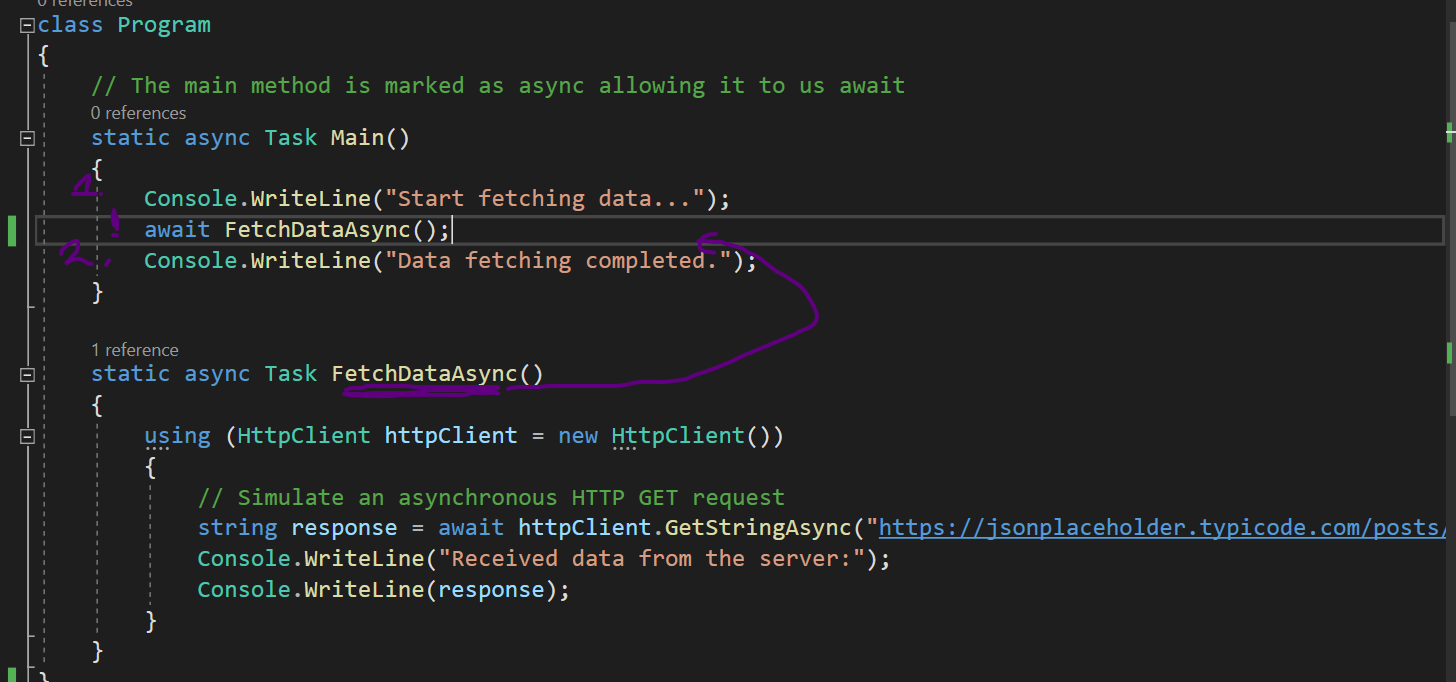 0 references
class Program
{
// The main method is marked as async allowing it to us await
0 references
static async Task Main()
{
1.
Console.WriteLine("Start fetching data...");
! await FetchDataAsync();
2. Console.WriteLine("Data fetching completed.");
}
1 reference
static async Task FetchDataAsync()
{
using (HttpClient httpClient = new HttpClient())
{
// Simulate an asynchronous HTTP GET request
string response = await httpClient.GetStringAsync("https://jsonplaceholder.typicode.com/posts/
Console.WriteLine("Received data from the server:");
Console.WriteLine(response);
}
}
}